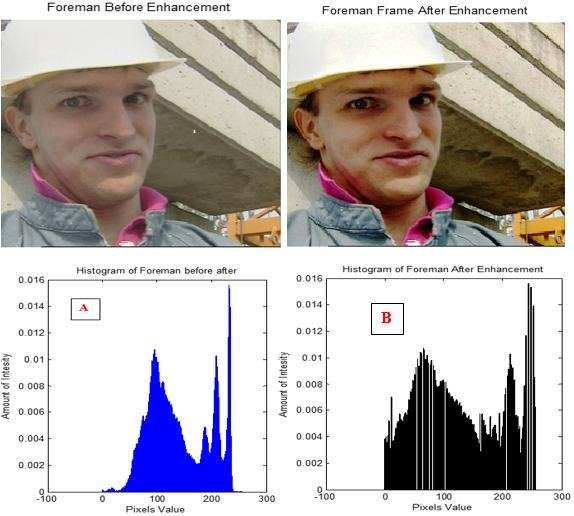 Foreman Before Enhancement
Foreman Frame After Enhancement
Histogram of Foreman before after
0.016
0.014
0.012
0.01
0.008
0.006
0.004
0.002
0
-100
0
100
200
300
Amount of Intesity
Pixels Value
A
Histogram of Foreman After Enhancement
0.016
0.014
0.012
0.01
0.008
0.006
0.004
0.002
0
-100
0
100
200
300
Amount of Intesity
Pixels Value
B